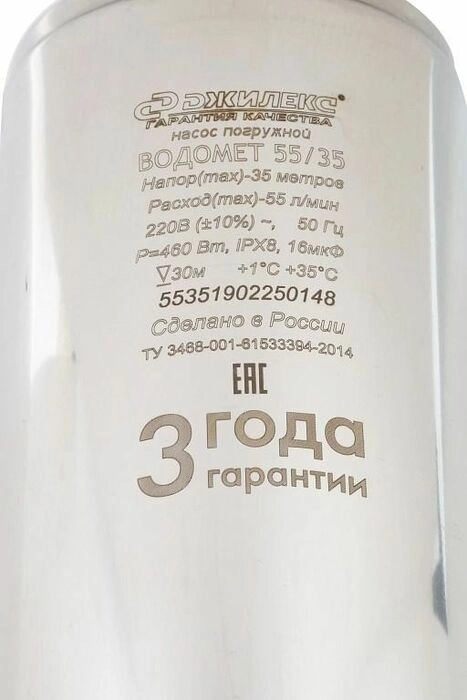 ДЖИЛЕКС®
ГАРАНТИЯ КАЧЕСТВА
насос погружной
ВОДОМЕТ 55/35
Напор(max)-35 метров
Расход(max)-55 л/мин
220В (±10%) ~, 50 Гц
P=460 Вт, IPX8, 16мкФ
▽30м +1°C +35°C
55351902250148
Сделано в России
ТУ 3468-001-61533394-2014
EAC
3 года
гарантии